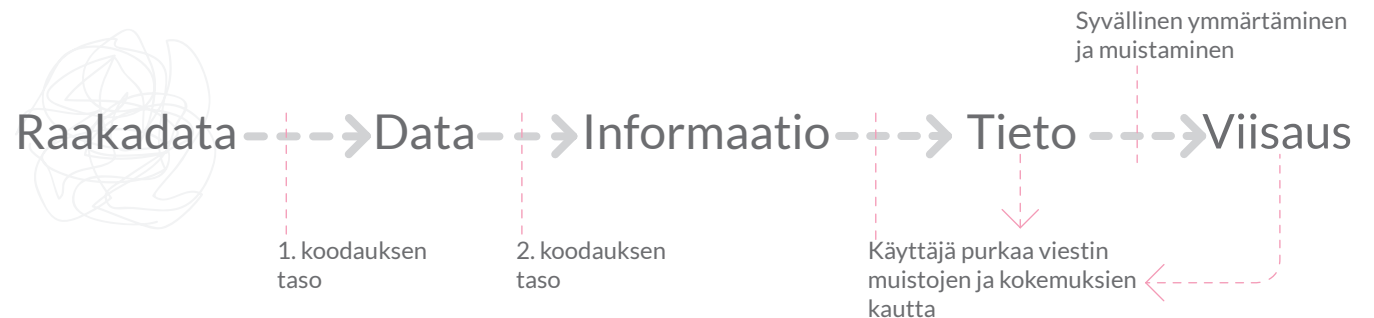 Syvällinen ymmärtäminen
ja muistaminen
Raakadata Data Informaatio Tieto Viisaus
1. koodauksen
taso
2. koodauksen
taso
Käyttäjä purkaa viestin
muistojen ja kokemuksien
kautta